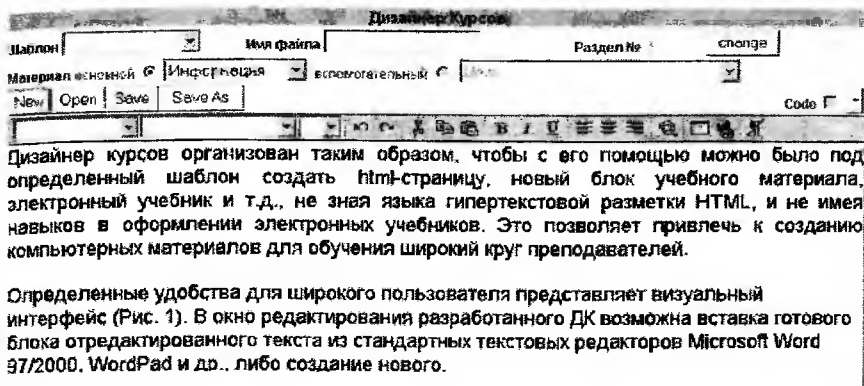 Дизайнер Курсов
Шаблон Имя файла Раздел № change
Материал основной Информация вспомогательный
New Open Save Save As Code
Дизайнер курсов организован таким образом, чтобы с его помощью можно было под
определенный шаблон создать html-страницу, новый блок учебного материала,
электронный учебник и т.д., не зная языка гипертекстовой разметки HTML, и не имея
навыков в оформлении электронных учебников. Это позволяет привлечь к созданию
компьютерных материалов для обучения широкий круг преподавателей.
Определенные удобства для широкого пользователя представляет визуальный
интерфейс (Рис. 1). В окно редактирования разработанного ДК возможна вставка готового
блока отредактированного текста из стандартных текстовых редакторов Microsoft Word
97/2000, WordPad и др., либо создание нового.